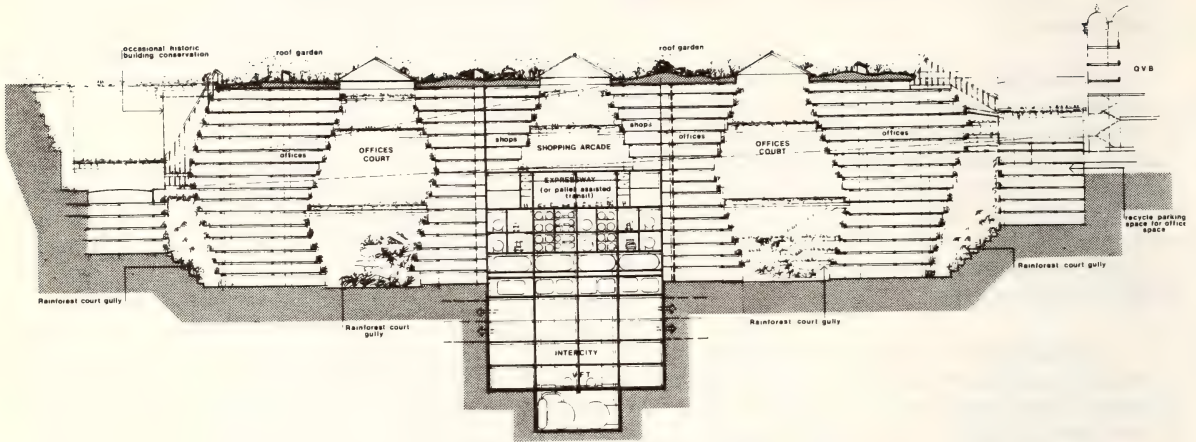 occasional historic
building conservation
roof garden
roof garden
QVB
shops
shops
offices
offices
offices
OFFICES
COURT
SHOPPING ARCADE
OFFICES
COURT
EXPRESSWAY
(or pallet assisted
transit)
recycle parking
space for office
space
Rainforest court gully
Rainforest court gully
Rainforest court gully
Rainforest court gully
INTERCITY
V.F.T.